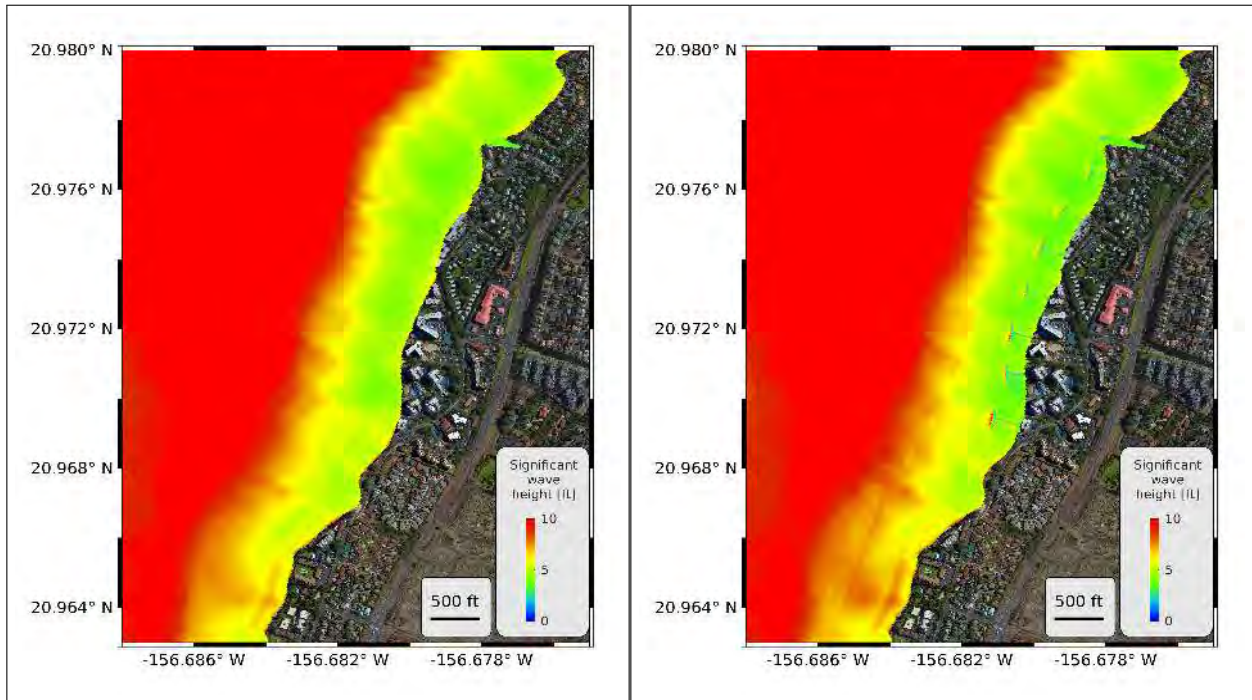 20.980° N
20.976° N
20.972° N
20.968° N
20.964° N
-156.686° W
-156.682° W
-156.678° W
500 ft
Significant
wave
height (ft.)
10
5
0
20.980° N
20.976° N
20.972° N
20.968° N
20.964° N
-156.686° W
-156.682° W
-156.678° W
500 ft
Significant
wave
height (ft.)
10
5
0